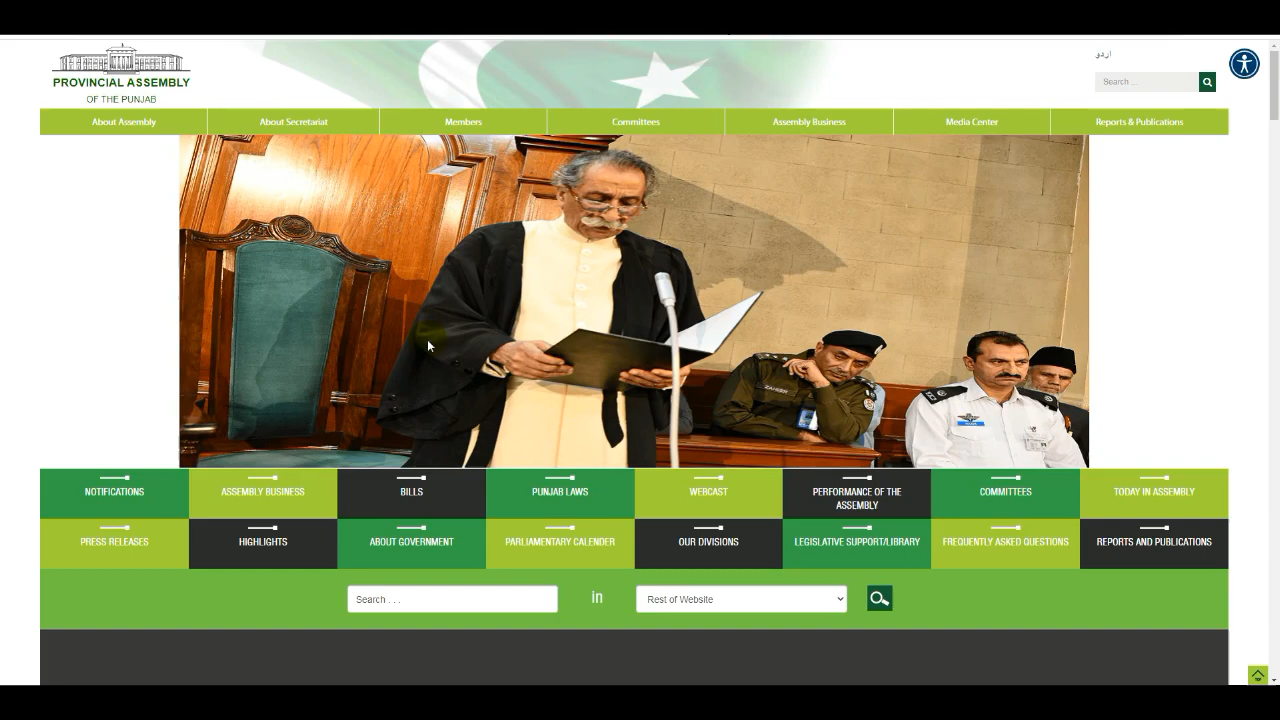 PROVINCIAL ASSEMBLY
OF THE PUNJAB
اردو
Search ...
About Assembly
About Secretariat
Members
Committees
Assembly Business
Media Center
Reports & Publications
ZAHEER
NOTIFICATIONS
ASSEMBLY BUSINESS
BILLS
PUNJAB LAWS
WEBCAST
PERFORMANCE OF THE
ASSEMBLY
COMMITTEES
TODAY IN ASSEMBLY
PRESS RELEASES
HIGHLIGHTS
ABOUT GOVERNMENT
PARLIAMENTARY CALENDER
OUR DIVISIONS
LEGISLATIVE SUPPORT/LIBRARY
FREQUENTLY ASKED QUESTIONS
REPORTS AND PUBLICATIONS
Search . . .
in
Rest of Website
TOP